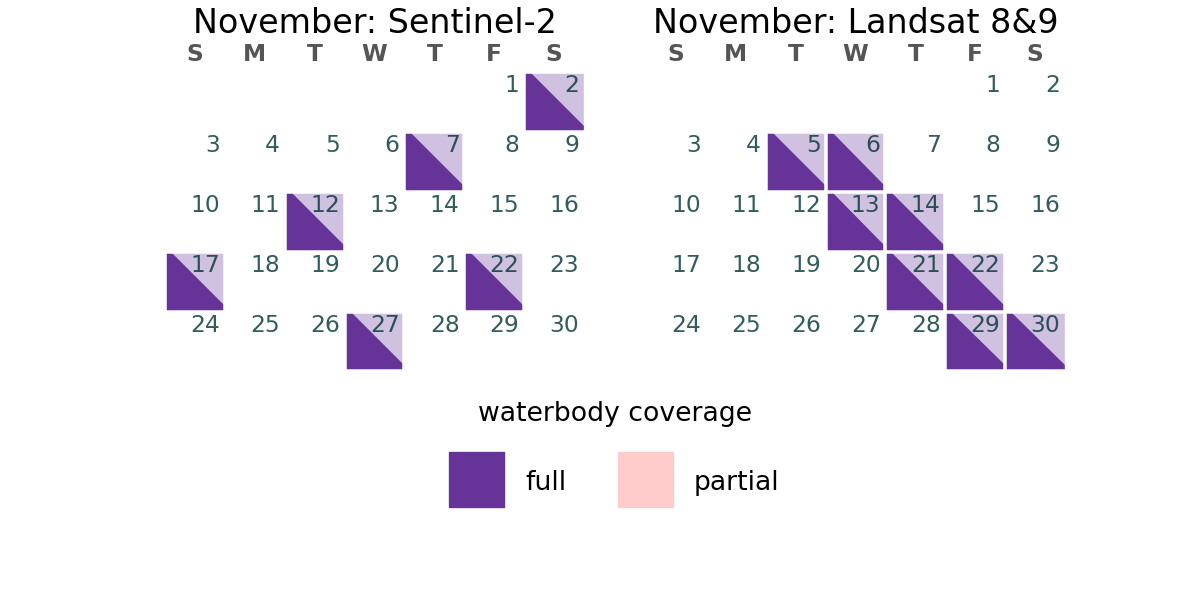 November: Sentinel-2
S M T W T F S
1 2
3 4 5 6 7 8 9
10 11 12 13 14 15 16
17 18 19 20 21 22 23
24 25 26 27 28 29 30
November: Landsat 8&9
S M T W T F S
1 2
3 4 5 6 7 8 9
10 11 12 13 14 15 16
17 18 19 20 21 22 23
24 25 26 27 28 29 30
waterbody coverage
full
partial